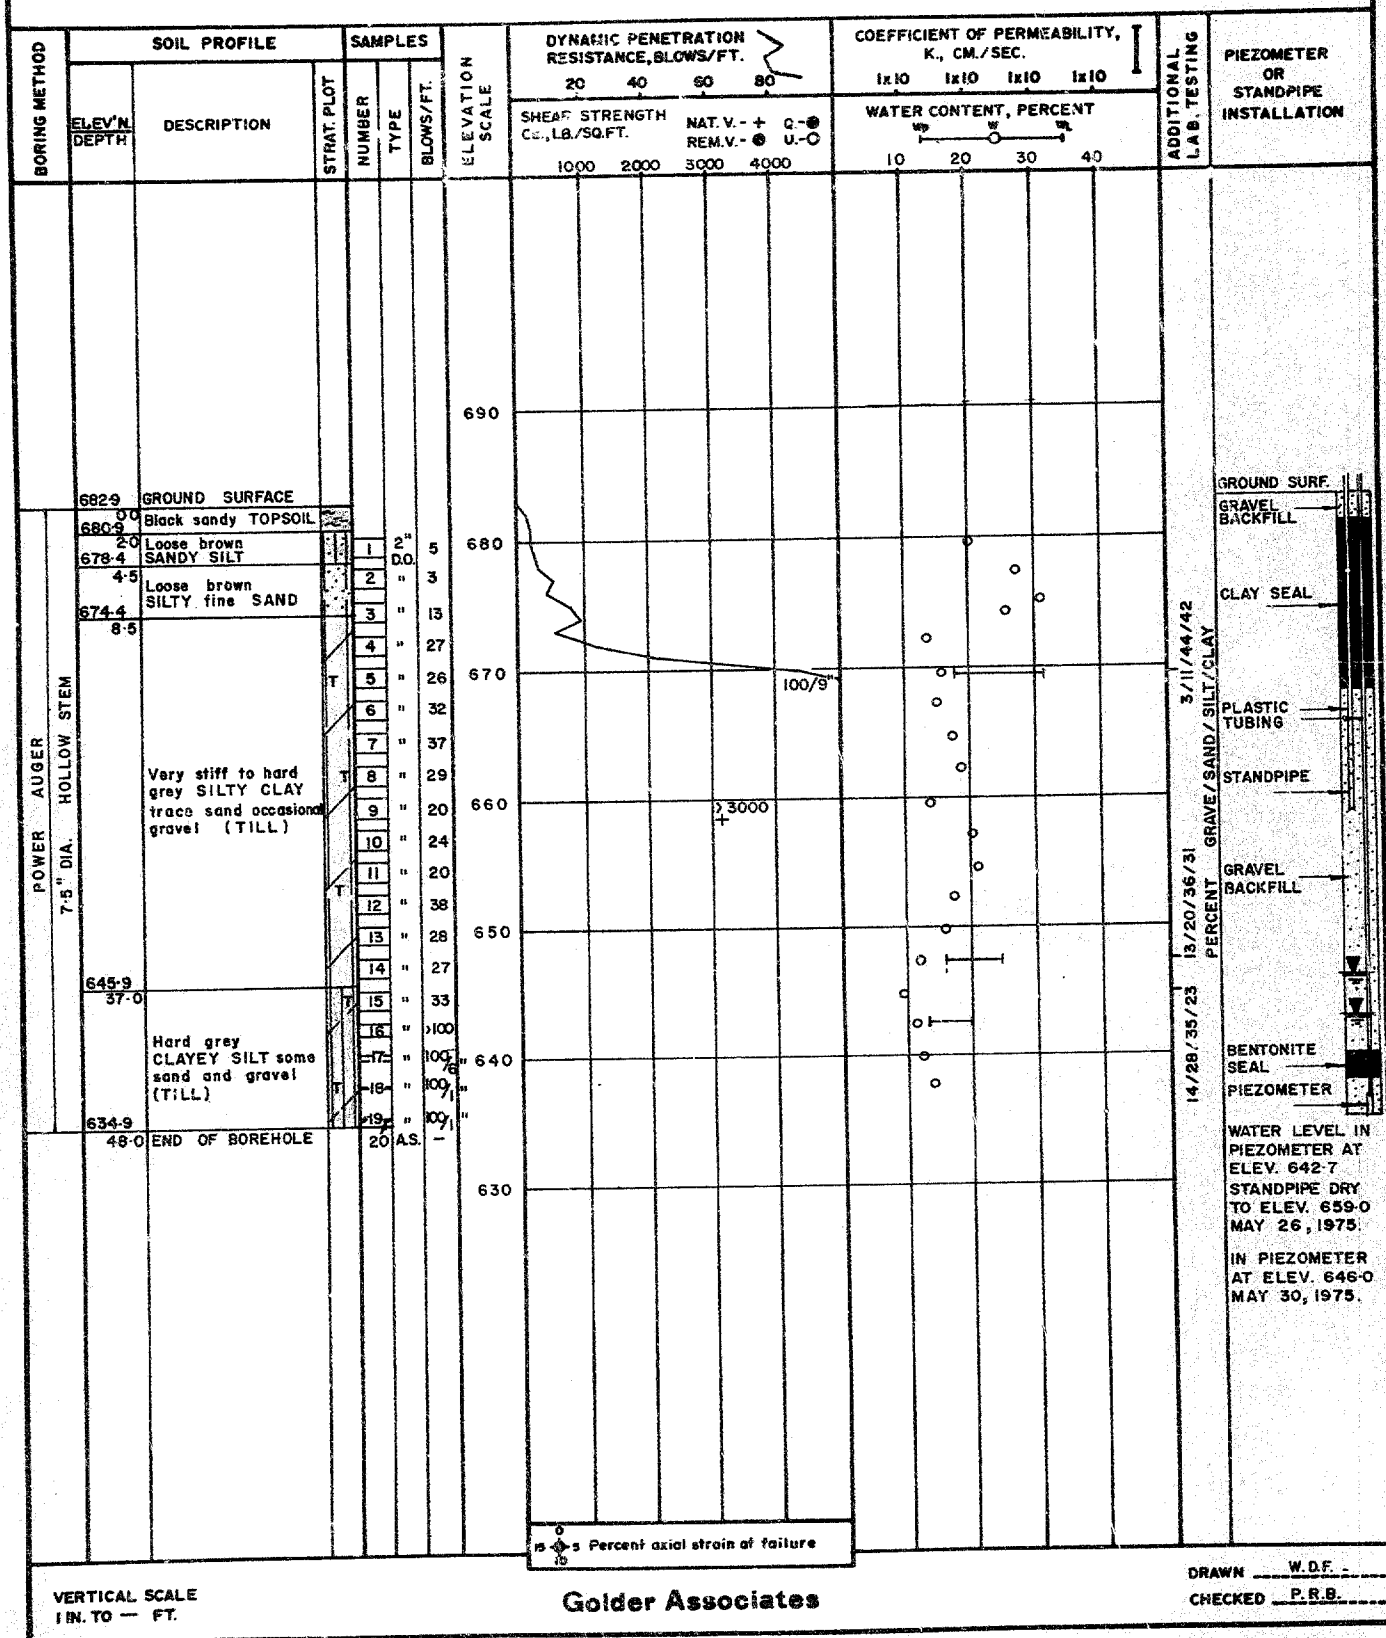 BORING METHOD
SOIL PROFILE
ELEV'N.
DEPTH
DESCRIPTION
STRAT. PLOT
SAMPLES
NUMBER
TYPE
BLOWS/FT.
ELEVATION
SCALE
DYNAMIC PENETRATION
RESISTANCE, BLOWS/FT.
20 40 60 80
SHEAR STRENGTH
LB./SQ.FT.
NAT. V.- + Q.-
REM.V.- U.-
1000 2000 3000 4000
COEFFICIENT OF PERMEABILITY,
K., CM./SEC.
1x10 1x10 1x10 1x10
WATER CONTENT, PERCENT
Wp W WL
10 20 30 40
ADDITIONAL
LAB. TESTING
PIEZOMETER
OR
STANDPIPE
INSTALLATION
POWER AUGER
7·5" DIA. HOLLOW STEM
682·9 GROUND SURFACE
0·0 Black sandy TOPSOIL
680·9
2·0 Loose brown
678·4 SANDY SILT
4·5 Loose brown
SILTY fine SAND
674·4
8·5
Very stiff to hard
grey SILTY CLAY
trace sand occasional
gravel (TILL)
645·9
37·0
Hard grey
CLAYEY SILT some
sand and gravel
(TILL)
634·9
48·0 END OF BOREHOLE
T
T
T
T
T
1 2" D.O. 5
2 " 3
3 " 13
4 " 27
5 " 26
6 " 32
7 " 37
8 " 29
9 " 20
10 " 24
11 " 20
12 " 38
13 " 28
14 " 27
15 " 33
16 " >100
17 " 100/6"
18 " 100/1"
19 " 100/1"
20 A.S. –
690
680
670
660
650
640
630
100/9"
>3000
+
3/11/44/42
13/20/36/31
14/28/35/23
PERCENT GRAVE/SAND/SILT/CLAY
GROUND SURF.
GRAVEL
BACKFILL
CLAY SEAL
PLASTIC
TUBING
STANDPIPE
GRAVEL
BACKFILL
BENTONITE
SEAL
PIEZOMETER
WATER LEVEL IN
PIEZOMETER AT
ELEV. 642·7
STANDPIPE DRY
TO ELEV. 659·0
MAY 26, 1975.
IN PIEZOMETER
AT ELEV. 646·0
MAY 30, 1975.
0
15 5 Percent axial strain at failure
10
VERTICAL SCALE
1 IN. TO — FT.
Golder Associates
DRAWN W.D.F.
CHECKED P.R.B.